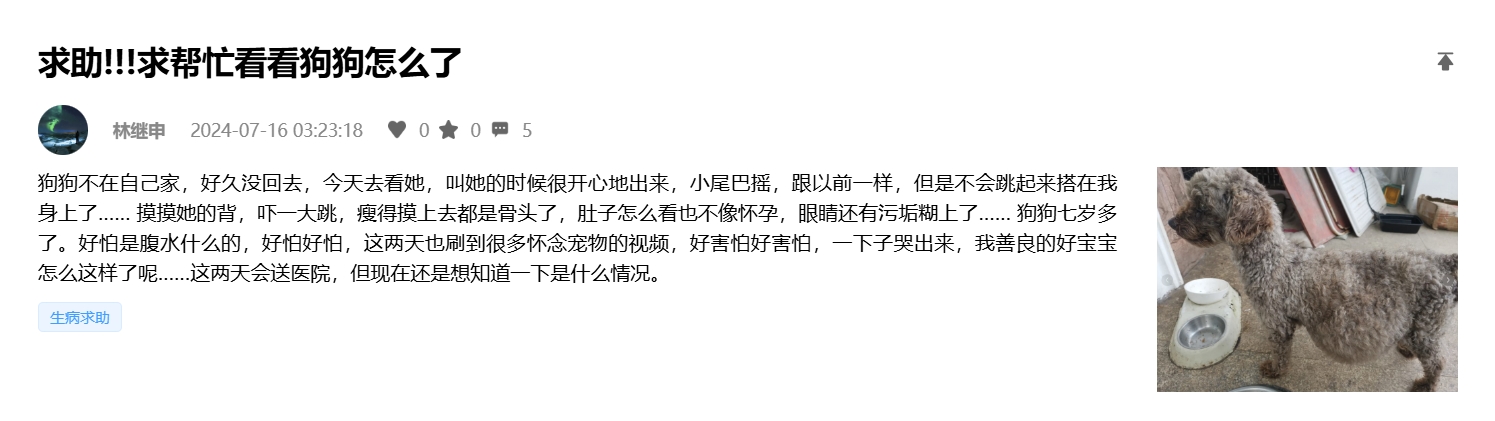 求助!!!求帮忙看看狗狗怎么了
林继申 2024-07-16 03:23:18 0 0 5
狗狗不在自己家，好久没回去，今天去看她，叫她的时候很开心地出来，小尾巴摇，跟以前一样，但是不会跳起来搭在我
身上了...... 摸摸她的背，吓一大跳，瘦得摸上去都是骨头了，肚子怎么看也不像怀孕，眼睛还有污垢糊上了...... 狗狗七岁多
了。好怕是腹水什么的，好怕好怕，这两天也刷到很多怀念宠物的视频，好害怕好害怕，一下子哭出来，我善良的好宝宝
怎么这样了呢......这两天会送医院，但现在还是想知道一下是什么情况。
生病求助